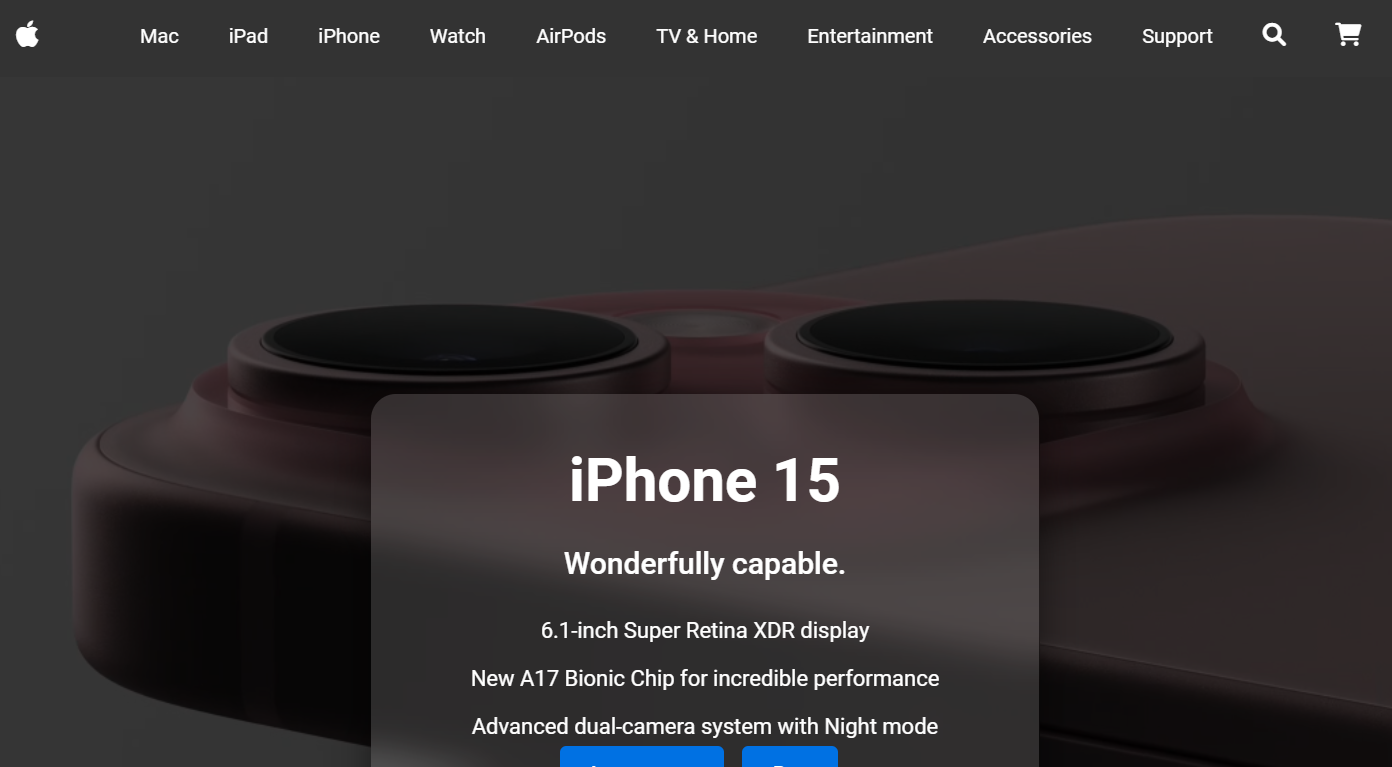 Mac iPad iPhone Watch AirPods TV & Home Entertainment Accessories Support
iPhone 15
Wonderfully capable.
6.1-inch Super Retina XDR display
New A17 Bionic Chip for incredible performance
Advanced dual-camera system with Night mode